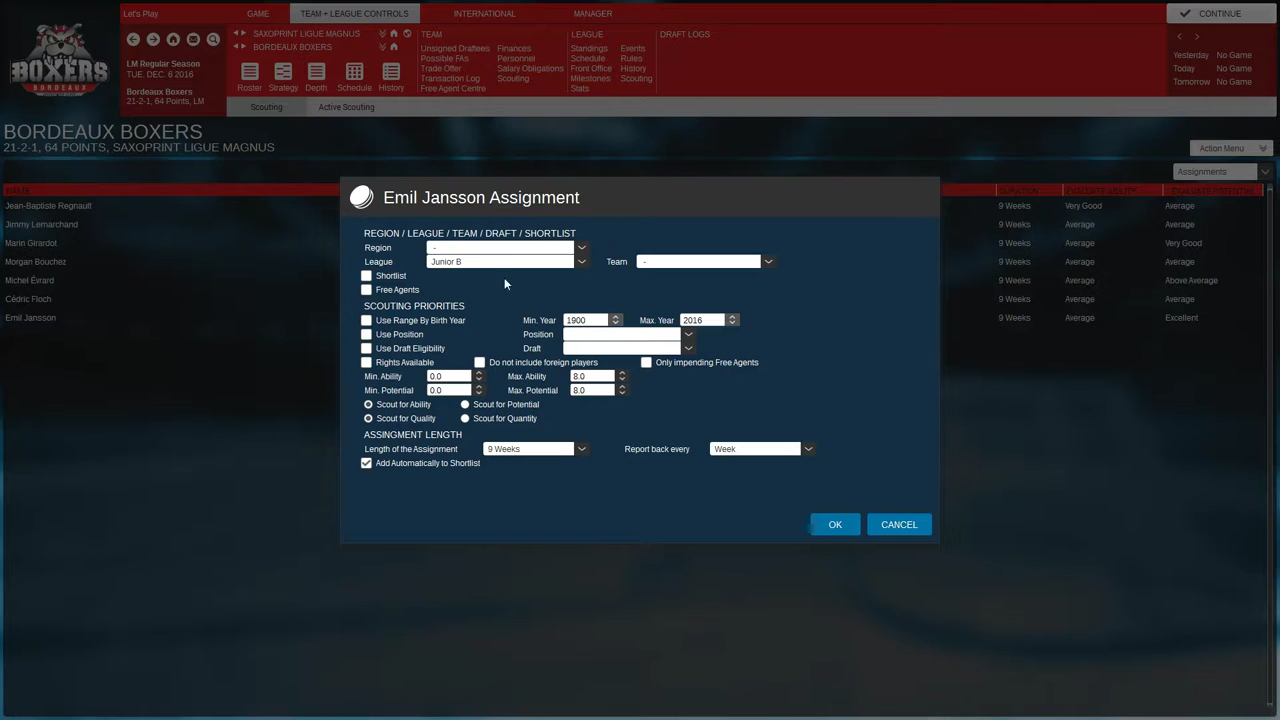 Let's Play
GAME
TEAM + LEAGUE CONTROLS
INTERNATIONAL
MANAGER
CONTINUE
BOXERS
BORDEAUX
LM Regular Season
TUE. DEC. 6 2016
Bordeaux Boxers
21-2-1, 64 Points, LM
SAXOPRINT LIGUE MAGNUS
BORDEAUX BOXERS
Roster
Strategy
Depth
Schedule
History
TEAM
Unsigned Draftees
Finances
Possible FAs
Personnel
Trade Offer
Salary Obligations
Transaction Log
Scouting
Free Agent Centre
LEAGUE
Standings
Events
Schedule
Rules
Front Office
History
Milestones
Scouting
Stats
DRAFT LOGS
Yesterday No Game
Today No Game
Tomorrow No Game
Scouting
Active Scouting
BORDEAUX BOXERS
21-2-1, 64 POINTS, SAXOPRINT LIGUE MAGNUS
Action Menu
Assignments
NAME DURATION EVALUATE ABILITY EVALUATE POTENTIAL
Jean-Baptiste Regnault 9 Weeks Very Good Average
Jimmy Lemarchand 9 Weeks Average Average
Marin Girardot 9 Weeks Average Very Good
Morgan Bouchez 9 Weeks Average Average
Michel Évrard 9 Weeks Average Above Average
Cédric Floch 9 Weeks Average Average
Emil Jansson 9 Weeks Average Excellent
Emil Jansson Assignment
REGION / LEAGUE / TEAM / DRAFT / SHORTLIST
Region -
League Junior B Team -
Shortlist
Free Agents
SCOUTING PRIORITIES
Use Range By Birth Year Min. Year 1900 Max. Year 2016
Use Position Position
Use Draft Eligibility Draft
Rights Available Do not include foreign players Only impending Free Agents
Min. Ability 0.0 Max. Ability 8.0
Min. Potential 0.0 Max. Potential 8.0
Scout for Ability Scout for Potential
Scout for Quality Scout for Quantity
ASSINGMENT LENGTH
Length of the Assignment 9 Weeks Report back every Week
Add Automatically to Shortlist
OK CANCEL